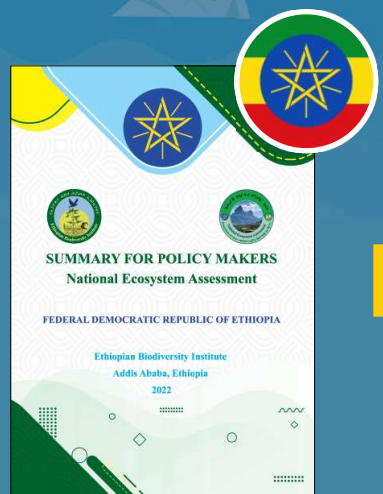 SUMMARY FOR POLICY MAKERS
National Ecosystem Assessment
FEDERAL DEMOCRATIC REPUBLIC OF ETHIOPIA
Ethiopian Biodiversity Institute
Addis Ababa, Ethiopia
2022